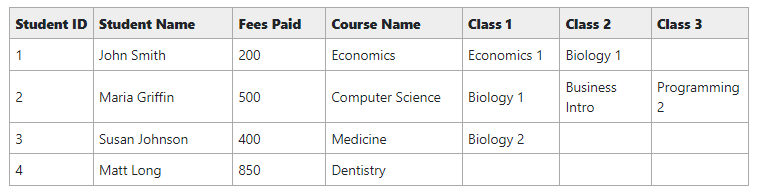 Student ID Student Name Fees Paid Course Name Class 1 Class 2 Class 3
1 John Smith 200 Economics Economics 1 Biology 1
2 Maria Griffin 500 Computer Science Biology 1 Business Intro Programming 2
3 Susan Johnson 400 Medicine Biology 2
4 Matt Long 850 Dentistry